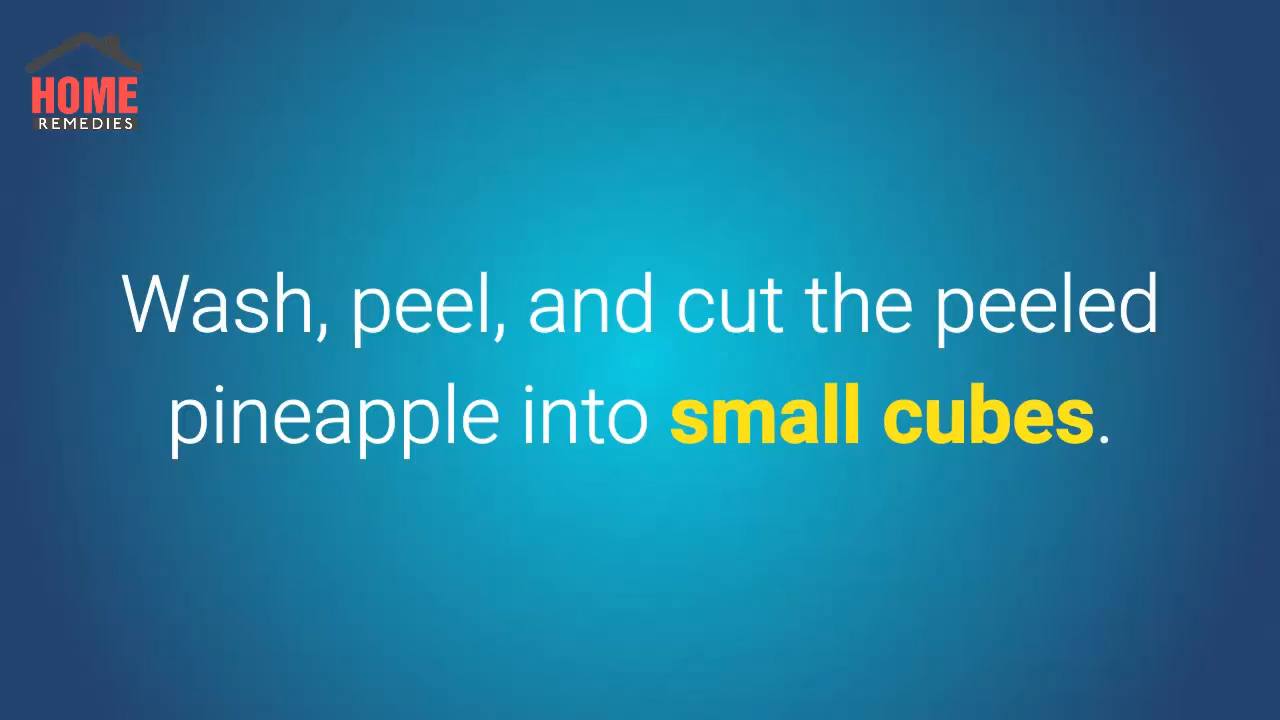 HOME
REMEDIES
Wash, peel, and cut the peeled
pineapple into small cubes.